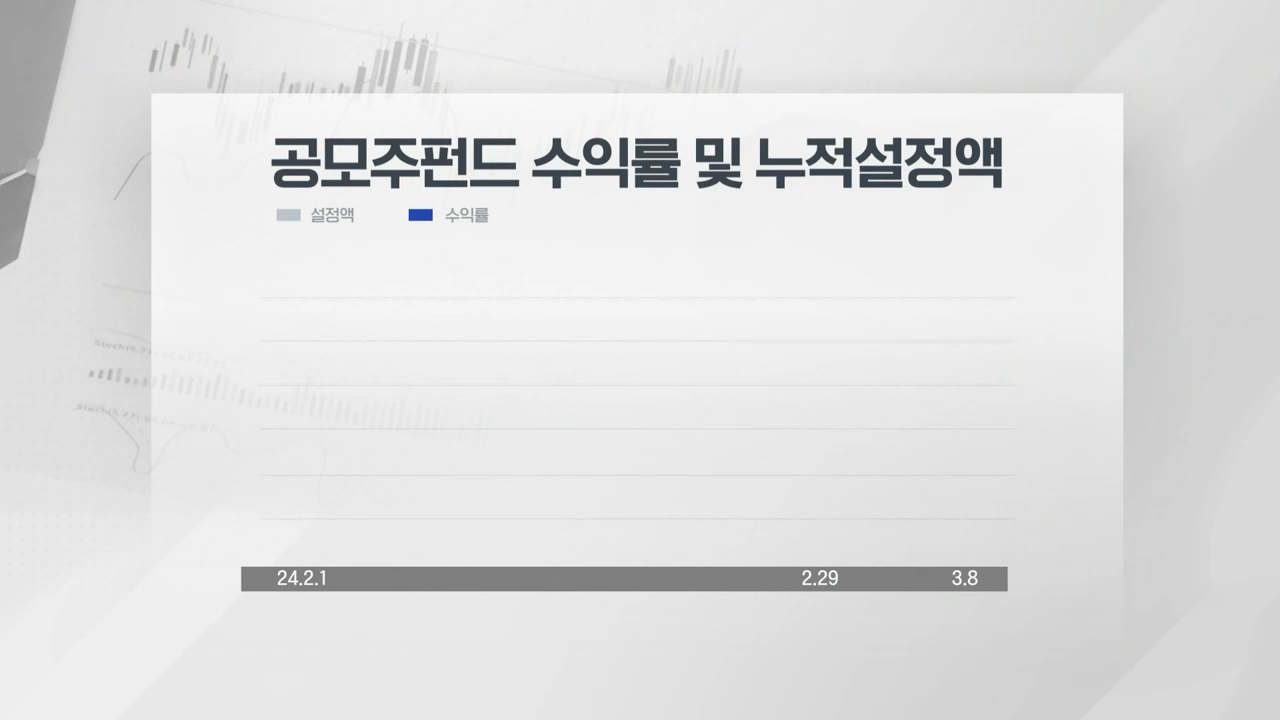 공모주펀드 수익률 및 누적설정액
설정액 수익률
24.2.1 2.29 3.8